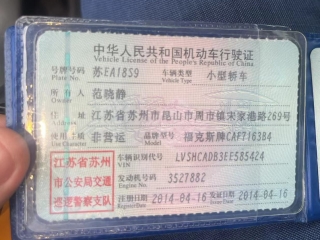 中华人民共和国机动车行驶证
Vehicle License of the People's Republic of China
号牌号码 苏EA18S9 车辆类型 小型轿车
Plate No. Vehicle Type
所有人 范晓静
Owner
住址 江苏省苏州市昆山市周市镇宋家港路269号
Address
使用性质 非营运 品牌型号 福克斯牌CAF7163B4
Use Character Model
江苏省苏州
市公安局交通
巡逻警察支队
车辆识别代号 LVSHCADB3EE585424
VIN
发动机号码 3527882
Engine No.
注册日期 2014-04-16 发证日期 2014-04-16
Register Date Issue Date